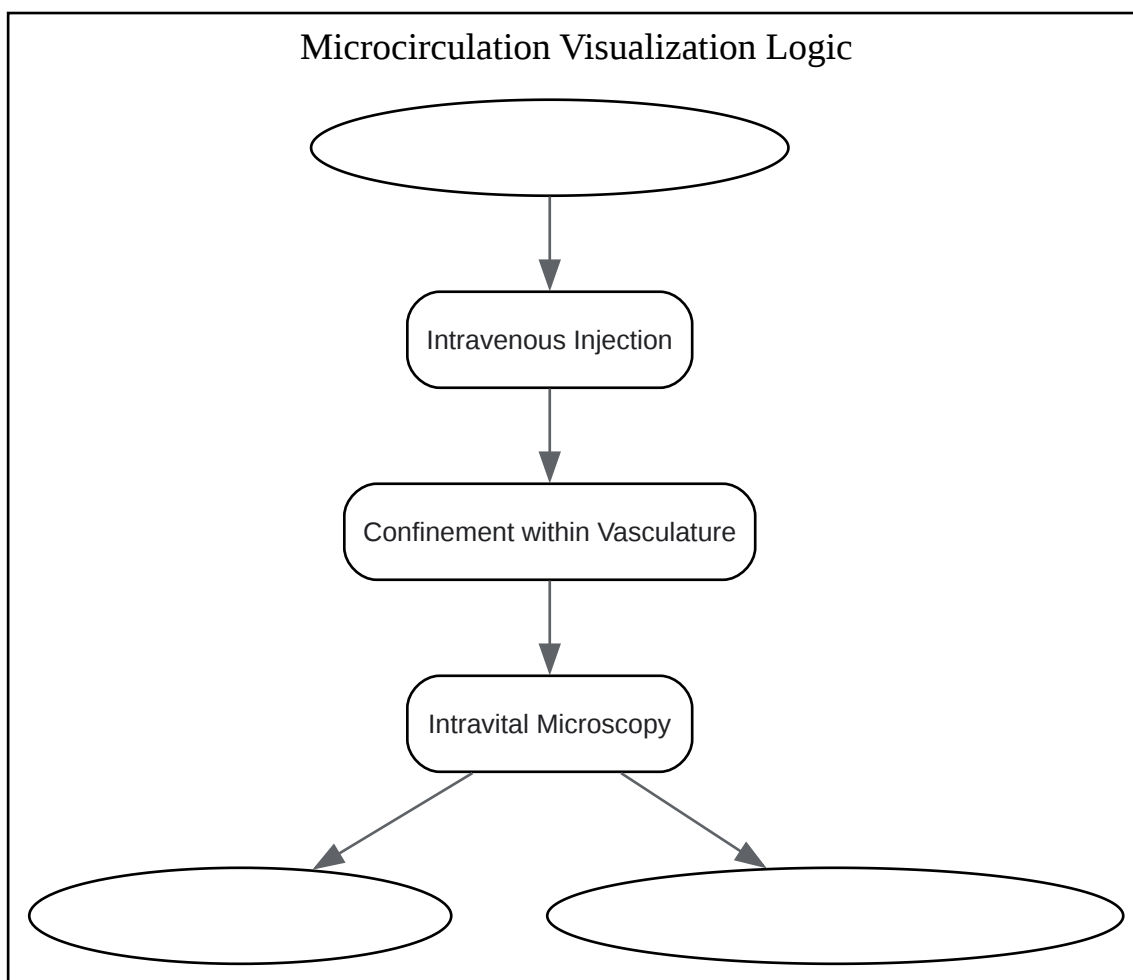 Microcirculation Visualization Logic
Intravenous Injection
Confinement within Vasculature
Intravital Microscopy